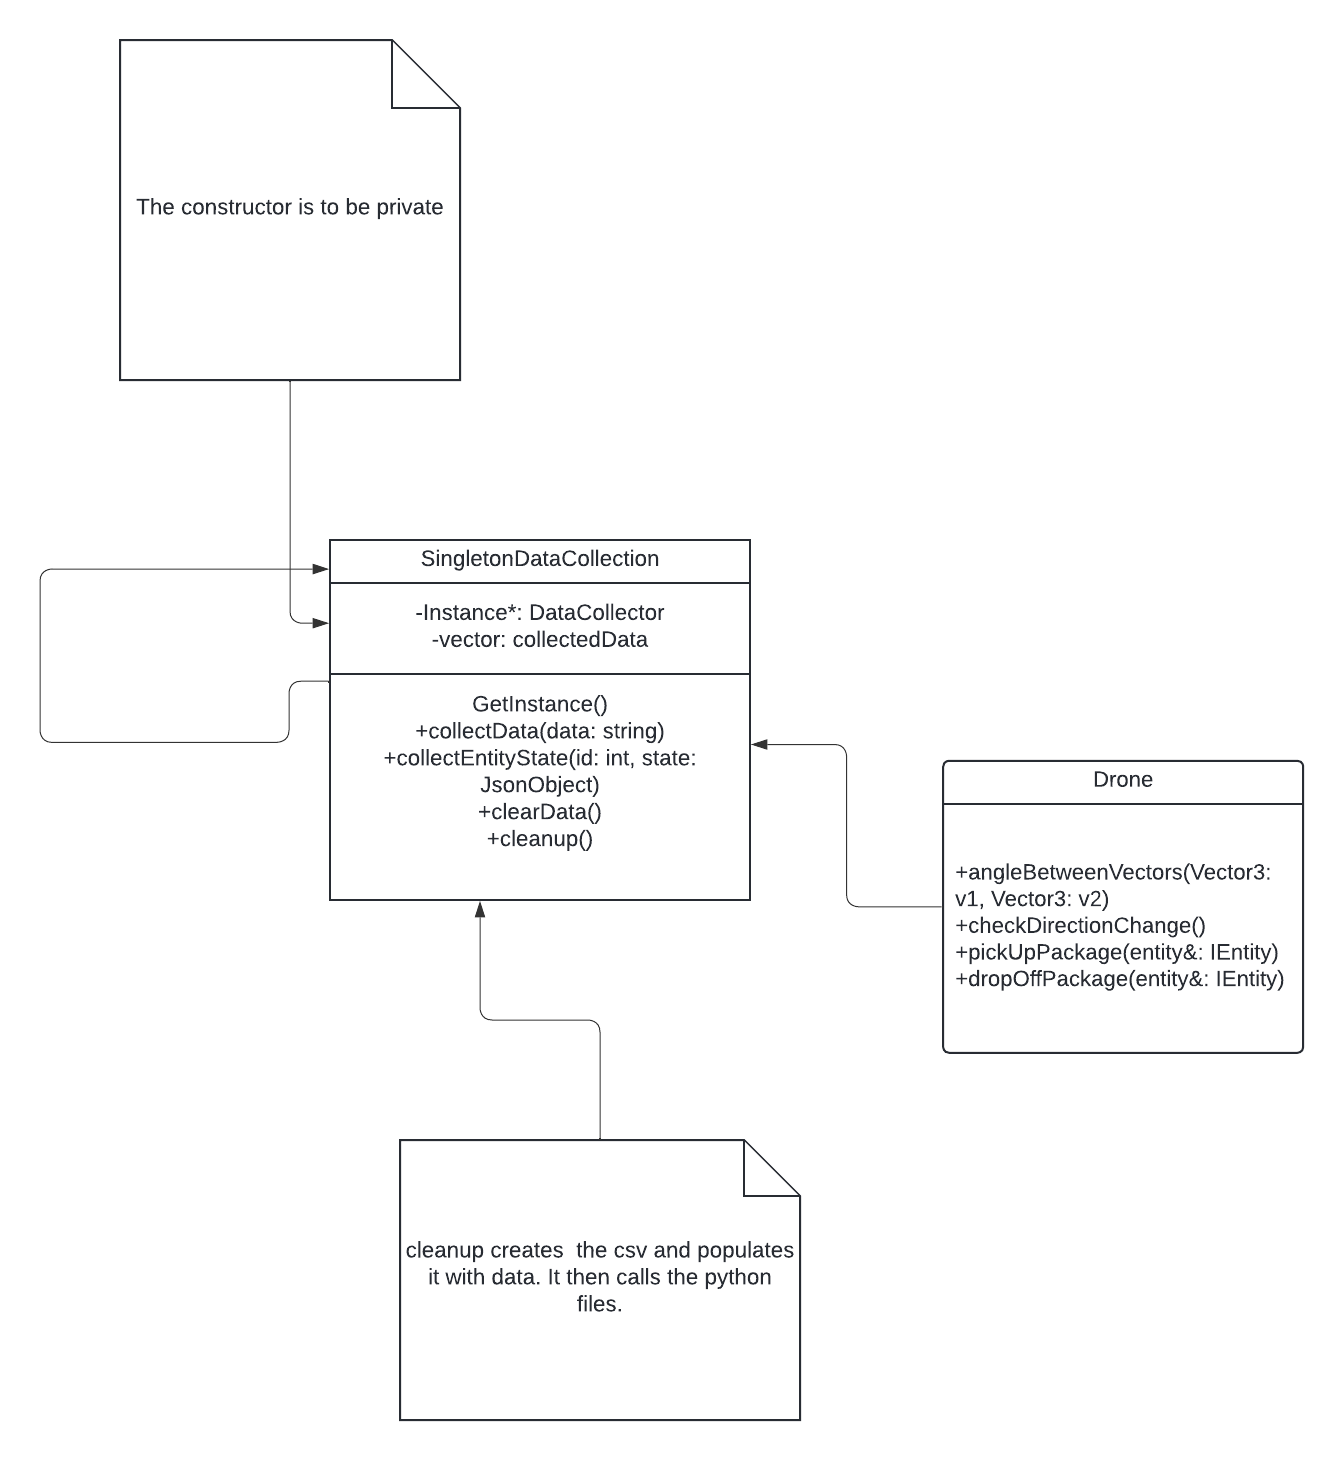 The constructor is to be private
SingletonDataCollection
-Instance*: DataCollector
-vector: collectedData
GetInstance()
+collectData(data: string)
+collectEntityState(id: int, state:
JsonObject)
+clearData()
+cleanup()
Drone
+angleBetweenVectors(Vector3:
v1, Vector3: v2)
+checkDirectionChange()
+pickUpPackage(entity&: IEntity)
+dropOffPackage(entity&: IEntity)
cleanup creates  the csv and populates
it with data. It then calls the python
files.